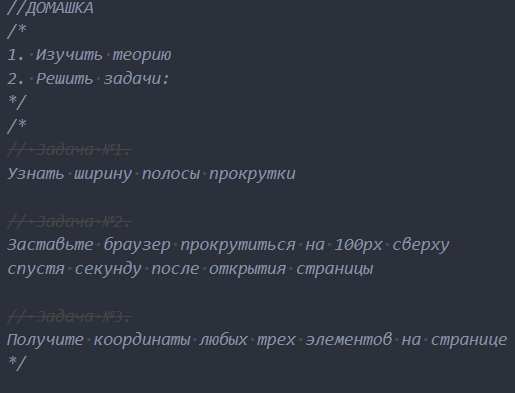 //ДОМАШКА
/*
1. Изучить теорию
2. Решить задачи:
*/
/*
// Задача №1.
Узнать ширину полосы прокрутки
// Задача №2.
Заставьте браузер прокрутиться на 100px сверху
спустя секунду после открытия страницы
// Задача №3.
Получите координаты любых трех элементов на странице
*/